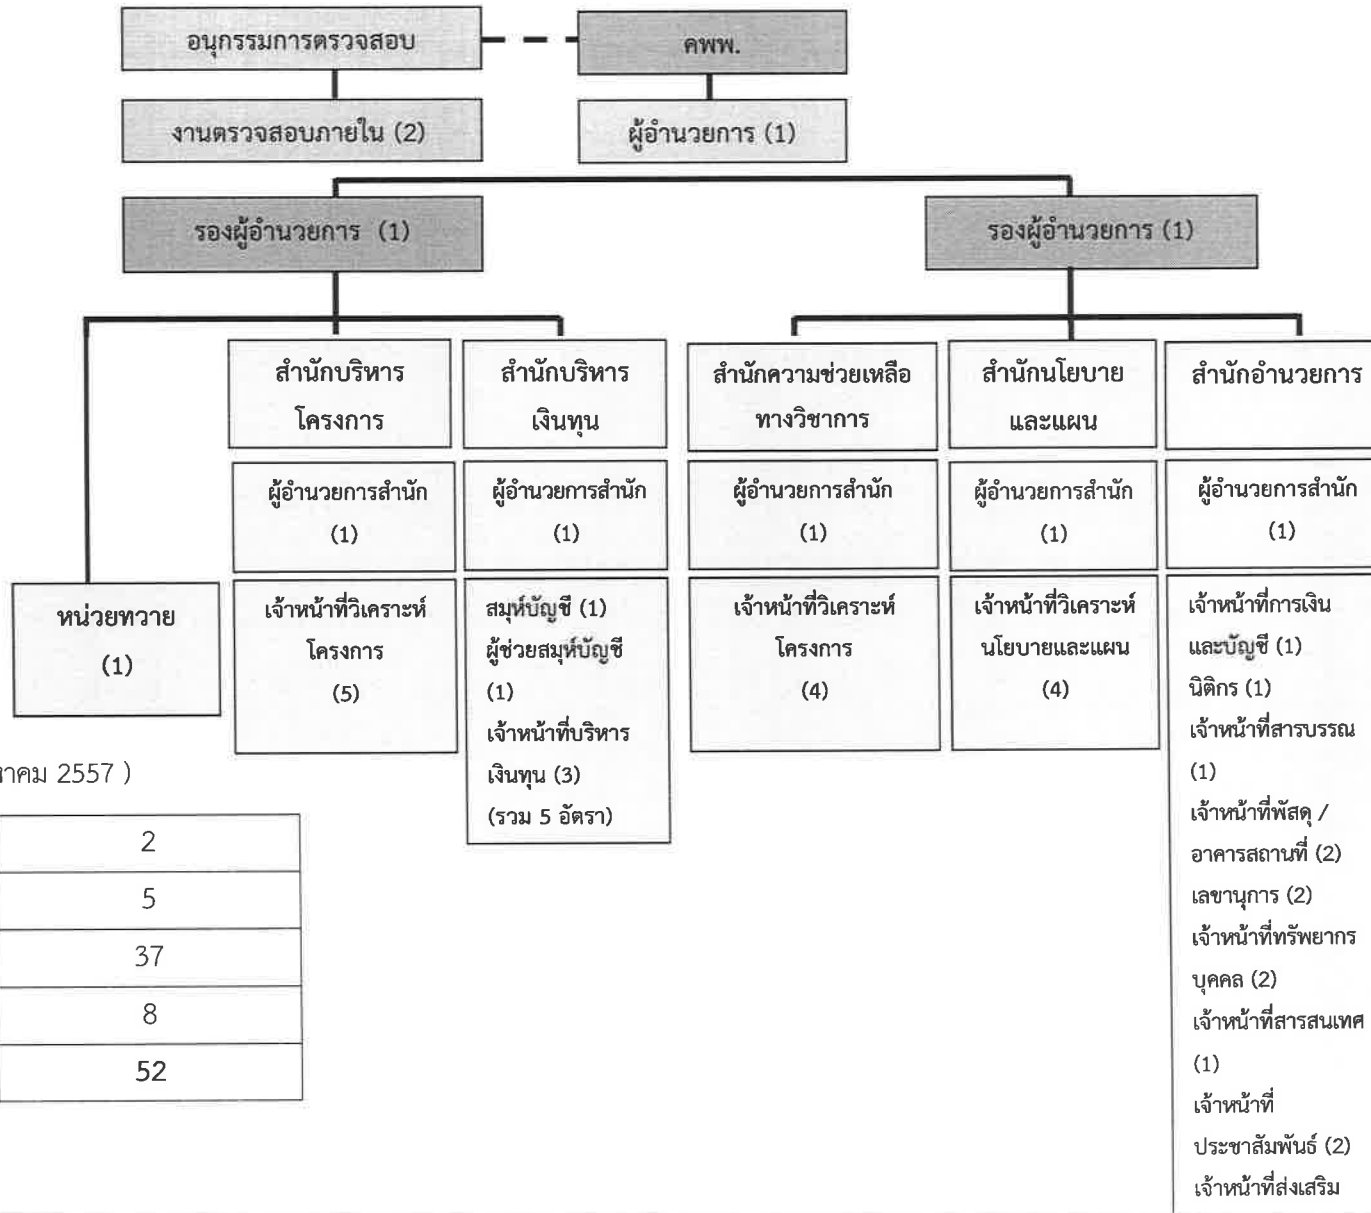 อนุกรรมการตรวจสอบ
คพพ.
งานตรวจสอบภายใน (2)
ผู้อำนวยการ (1)
รองผู้อำนวยการ (1)
รองผู้อำนวยการ (1)
สำนักบริหาร
โครงการ
สำนักบริหาร
เงินทุน
สำนักความช่วยเหลือ
ทางวิชาการ
สำนักนโยบาย
และแผน
สำนักอำนวยการ
ผู้อำนวยการสำนัก
(1)
ผู้อำนวยการสำนัก
(1)
ผู้อำนวยการสำนัก
(1)
ผู้อำนวยการสำนัก
(1)
ผู้อำนวยการสำนัก
(1)
หน่วยทวาย
(1)
เจ้าหน้าที่วิเคราะห์
โครงการ
(5)
สมุห์บัญชี (1)
ผู้ช่วยสมุห์บัญชี
(1)
เจ้าหน้าที่บริหาร
เงินทุน (3)
(รวม 5 อัตรา)
เจ้าหน้าที่วิเคราะห์
โครงการ
(4)
เจ้าหน้าที่วิเคราะห์
นโยบายและแผน
(4)
เจ้าหน้าที่การเงิน
และบัญชี (1)
นิติกร (1)
เจ้าหน้าที่สารบรรณ
(1)
เจ้าหน้าที่พัสดุ /
อาคารสถานที่ (2)
เลขานุการ (2)
เจ้าหน้าที่ทรัพยากร
บุคคล (2)
เจ้าหน้าที่สารสนเทศ
(1)
เจ้าหน้าที่
ประชาสัมพันธ์ (2)
เจ้าหน้าที่ส่งเสริม
หาคม 2557 )
2
5
37
8
52